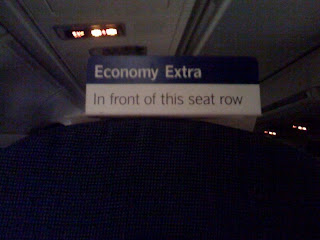 Economy Extra
In front of this seat row